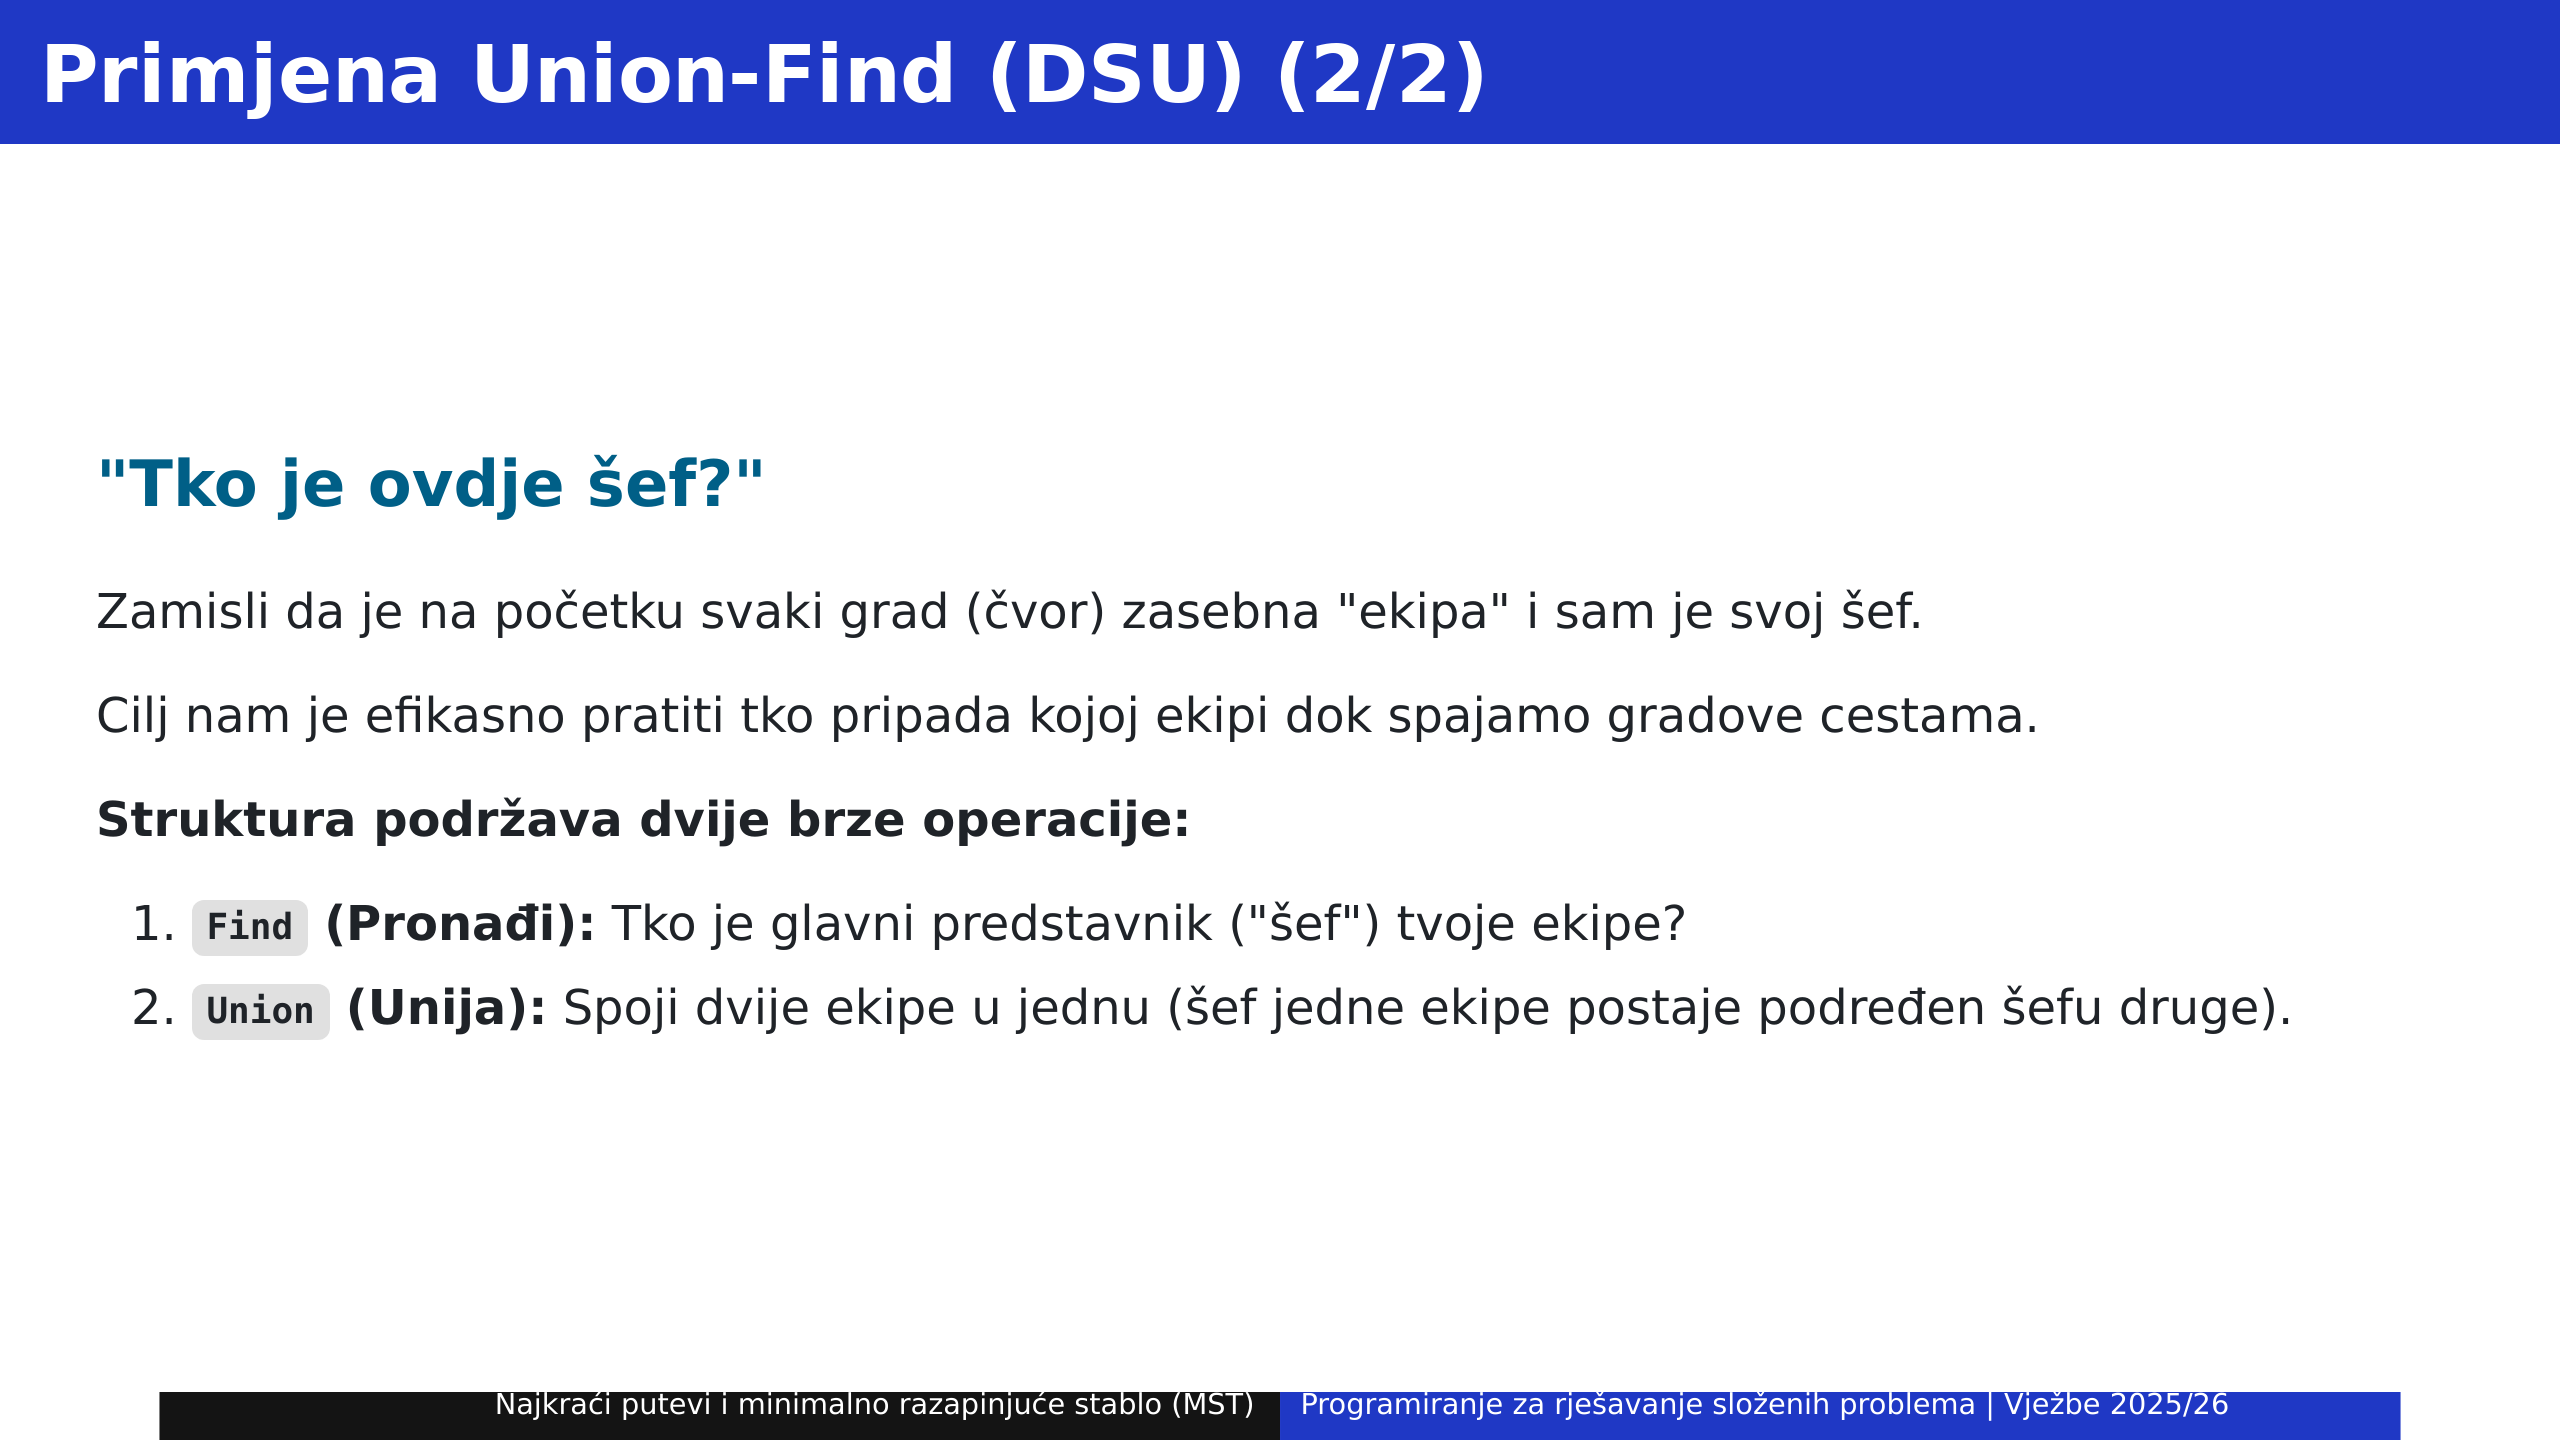 Primjena Union-Find (DSU) (2/2)
"Tko je ovdje šef?"
Zamisli da je na početku svaki grad (čvor) zasebna "ekipa" i sam je svoj šef.
Cilj nam je efikasno pratiti tko pripada kojoj ekipi dok spajamo gradove cestama.
Struktura podržava dvije brze operacije:
1. Find (Pronađi): Tko je glavni predstavnik ("šef") tvoje ekipe?
2. Union (Unija): Spoji dvije ekipe u jednu (šef jedne ekipe postaje podređen šefu druge).
Najkraći putevi i minimalno razapinjuće stablo (MST)
Programiranje za rješavanje složenih problema | Vježbe 2025/26